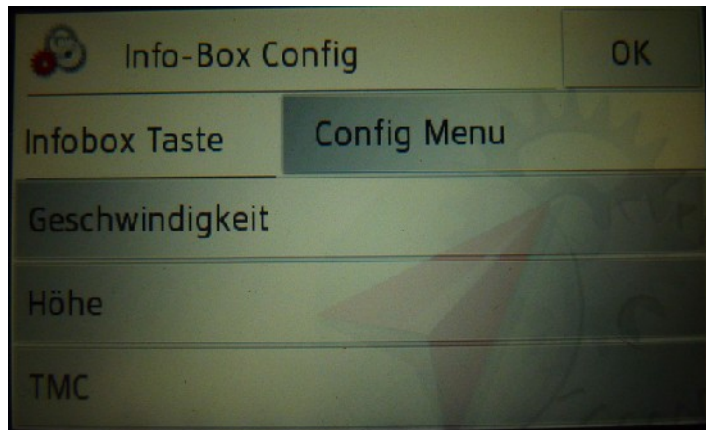 Info-Box Config
OK
Infobox Taste
Config Menu
Geschwindigkeit
Höhe
TMC